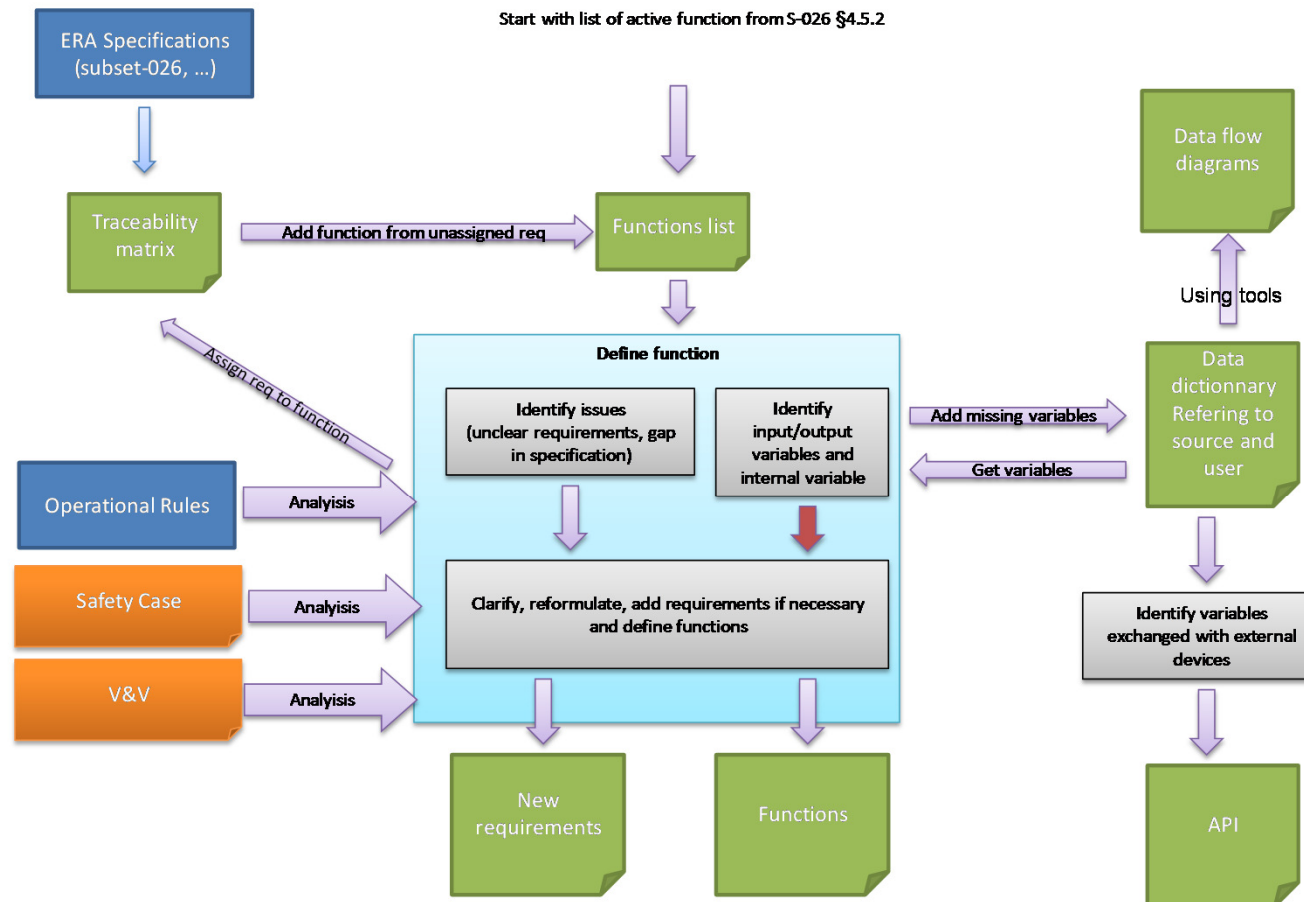 Start with list of active function from S-026 §4.5.2
ERA Specifications
(subset-026, ...)
Data flow
diagrams
Traceability
matrix
Add function from unassigned req
Functions list
Using tools
Assign req to function
Define function
Identify issues
(unclear requirements, gap
in specification)
Identify
input/output
variables and
internal variable
Add missing variables
Get variables
Data
dictionnary
Refering to
source and
user
Operational Rules
Analyisis
Safety Case
Analyisis
Clarify, reformulate, add requirements if necessary
and define functions
Identify variables
exchanged with external
devices
V&V
Analyisis
New
requirements
Functions
API